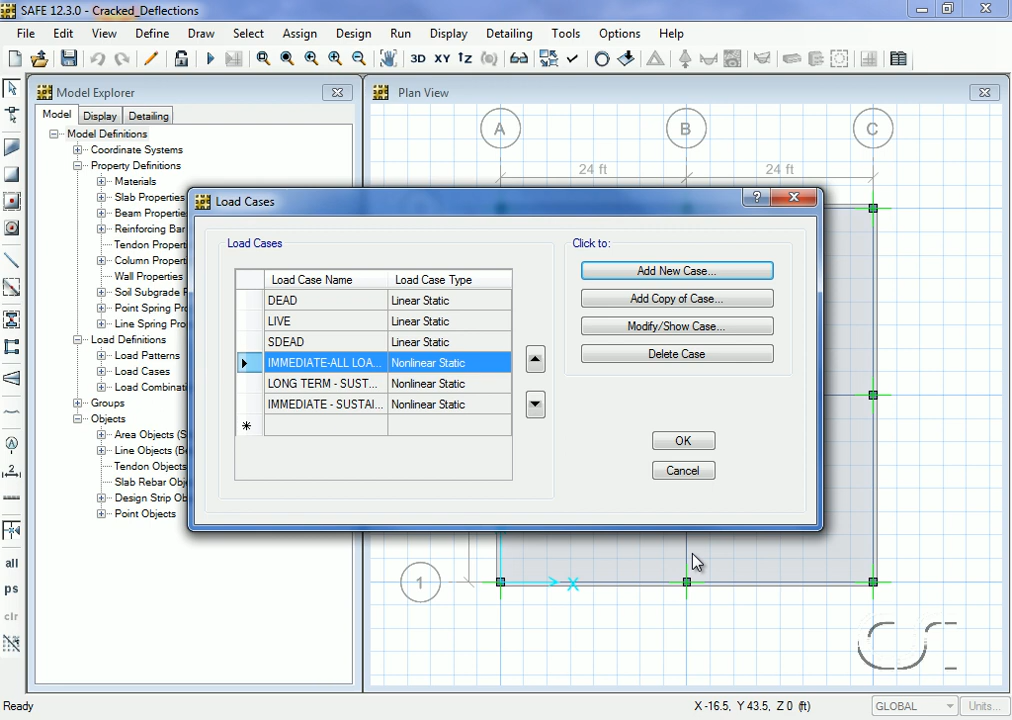 SAFE 12.3.0 - Cracked_Deflections
File Edit View Define Draw Select Assign Design Run Display Detailing Tools Options Help
3D XY
Model Explorer
Plan View
Model Display Detailing
Model Definitions
Coordinate Systems
Property Definitions
Materials
Slab Properties
Beam Propertie
Reinforcing Bar
Tendon Propert
Column Propert
Wall Properties
Soil Subgrade P
Point Spring Pro
Line Spring Pro
Load Definitions
Load Patterns
Load Cases
Load Combinati
Groups
Objects
Area Objects (S
Line Objects (Be
Tendon Objects
Slab Rebar Obj
Design Strip Ob
Point Objects
all
ps
clr
A B C
24 ft 24 ft
1
X
Load Cases
Load Cases
Load Case Name Load Case Type
DEAD Linear Static
LIVE Linear Static
SDEAD Linear Static
IMMEDIATE-ALL LOA... Nonlinear Static
LONG TERM - SUST... Nonlinear Static
IMMEDIATE - SUSTAI... Nonlinear Static
Click to:
Add New Case...
Add Copy of Case...
Modify/Show Case...
Delete Case
OK
Cancel
CSI
Ready
X -16.5, Y 43.5, Z 0 (ft)
GLOBAL
Units...